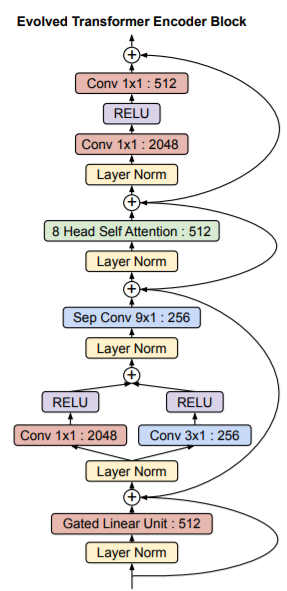 Evolved Transformer Encoder Block
+
Conv 1x1 : 512
RELU
Conv 1x1 : 2048
Layer Norm
+
8 Head Self Attention : 512
Layer Norm
+
Sep Conv 9x1 : 256
Layer Norm
+
RELU
RELU
Conv 1x1 : 2048
Conv 3x1 : 256
Layer Norm
+
Gated Linear Unit : 512
Layer Norm